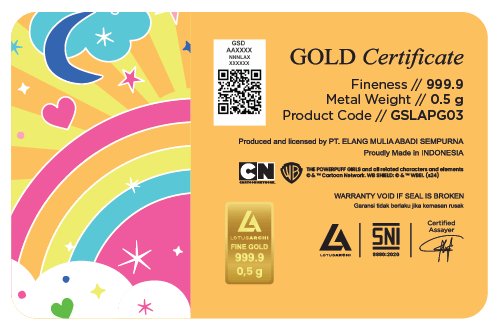 GSD
AAXXXX
NNNLAX
XXXXXX
GOLD Certificate
Fineness // 999.9
Metal Weight // 0.5 g
Product Code // GSLAPG03
Produced and licensed by PT. ELANG MULIA ABADI SEMPURNA
Proudly Made in INDONESIA
CN
CARTOON NETWORK
WB
THE POWERPUFF GIRLS and all related characters and elements
© & ™ Cartoon Network. WB SHIELD: © & ™ WBEI. (s24)
WARRANTY VOID IF SEAL IS BROKEN
Garansi tidak berlaku jika kemasan rusak
LOTUSARCHI
FINE GOLD
999.9
0,5 g
LOTUSARCHI
SNI
8880:2020
Certified
Assayer